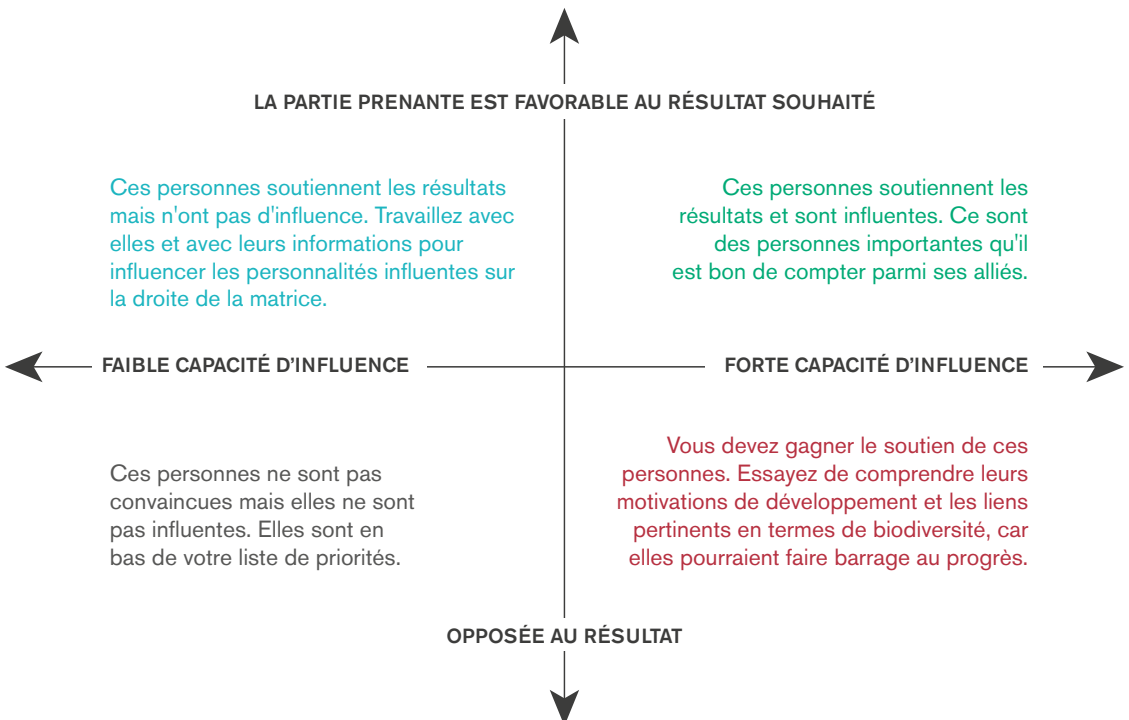 LA PARTIE PRENANTE EST FAVORABLE AU RÉSULTAT SOUHAITÉ
Ces personnes soutiennent les résultats
mais n'ont pas d'influence. Travaillez avec
elles et avec leurs informations pour
influencer les personnalités influentes sur
la droite de la matrice.
Ces personnes soutiennent les
résultats et sont influentes. Ce sont
des personnes importantes qu'il
est bon de compter parmi ses alliés.
FAIBLE CAPACITÉ D'INFLUENCE
FORTE CAPACITÉ D'INFLUENCE
Ces personnes ne sont pas
convaincues mais elles ne sont
pas influentes. Elles sont en
bas de votre liste de priorités.
Vous devez gagner le soutien de ces
personnes. Essayez de comprendre leurs
motivations de développement et les liens
pertinents en termes de biodiversité, car
elles pourraient faire barrage au progrès.
OPPOSÉE AU RÉSULTAT